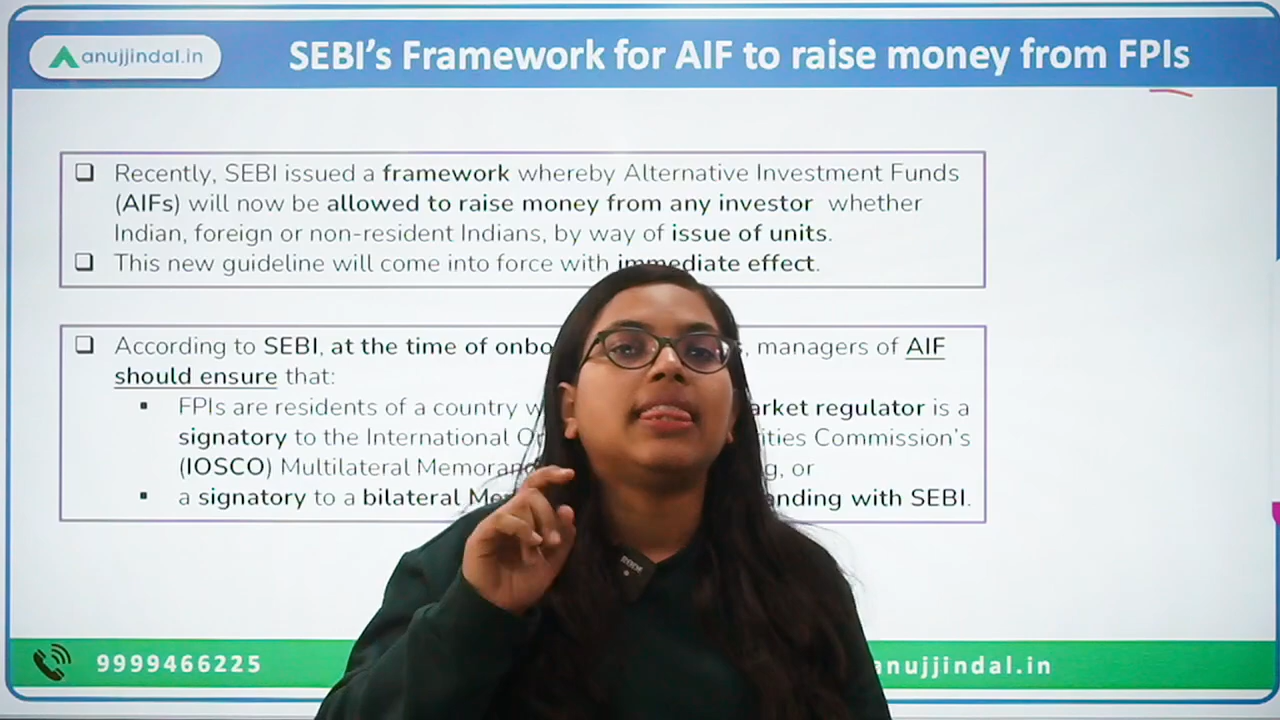 anujjindal.in
SEBI's Framework for AIF to raise money from FPIs
❑ Recently, SEBI issued a framework whereby Alternative Investment Funds
(AIFs) will now be allowed to raise money from any investor whether
Indian, foreign or non-resident Indians, by way of issue of units.
❑ This new guideline will come into force with immediate effect.
❑ According to SEBI, at the time of , managers of AIF
should ensure that:
▪ FPIs are residents of a country regulator is a
signatory to the International Commission's
(IOSCO) Multilateral or
▪ a signatory to a bilateral with SEBI.
9999466225
anujjindal.in